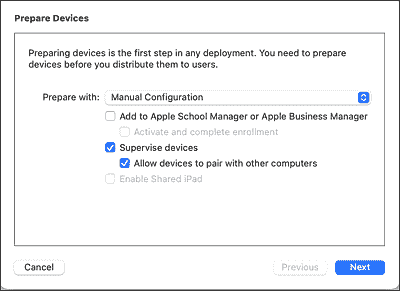 Prepare Devices
Preparing devices is the first step in any deployment. You need to prepare
devices before you distribute them to users.
Prepare with: Manual Configuration
Add to Apple School Manager or Apple Business Manager
Activate and complete enrollment
Supervise devices
Allow devices to pair with other computers
Enable Shared iPad
Cancel Previous Next